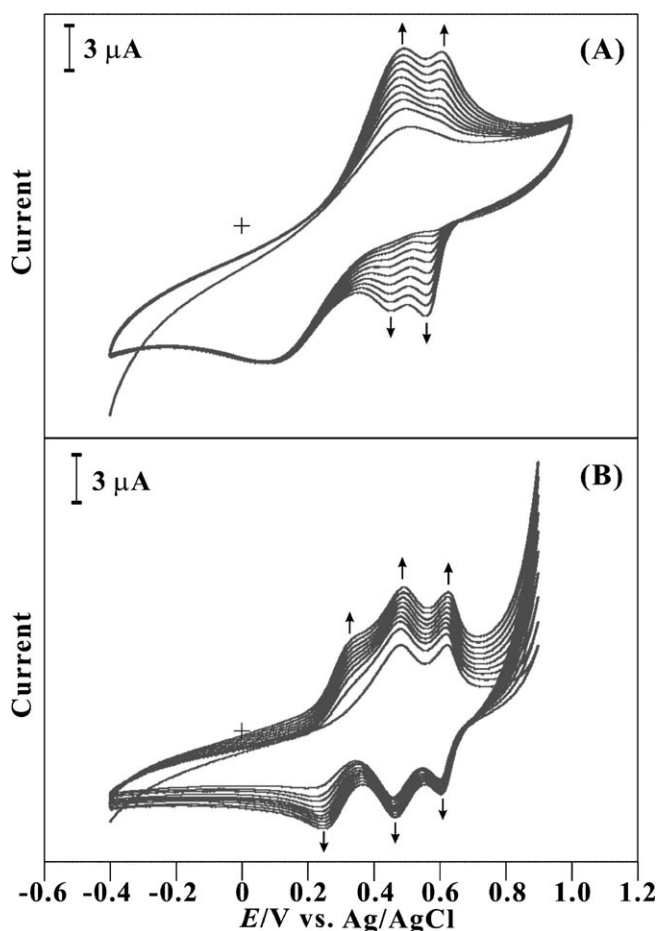 3 μA
(A)
Current
3 μA
(B)
Current
-0.6 -0.4 -0.2 0 0.2 0.4 0.6 0.8 1.0 1.2
E/V vs. Ag/AgCl